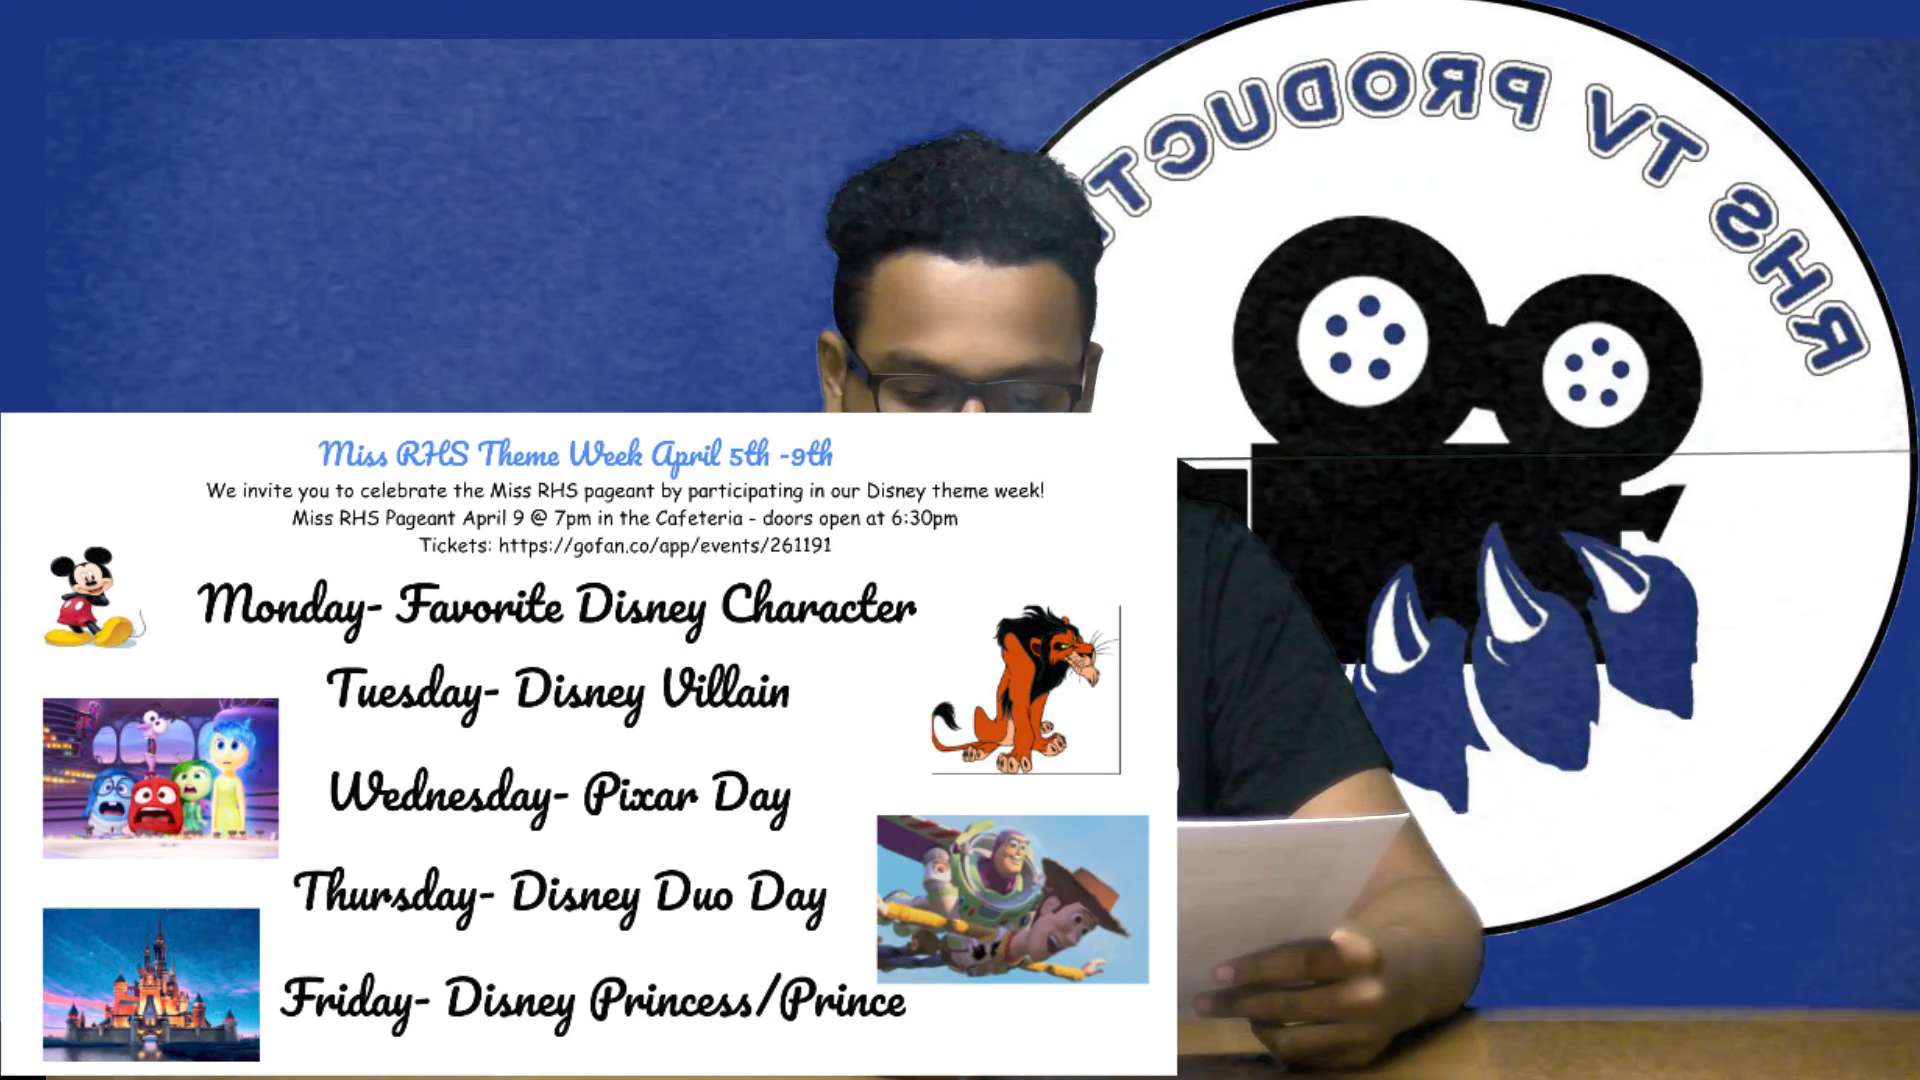 RHS TV PRODUCT
Miss RHS Theme Week April 5th -9th
We invite you to celebrate the Miss RHS pageant by participating in our Disney theme week!
Miss RHS Pageant April 9 @ 7pm in the Cafeteria - doors open at 6:30pm
Tickets: https://gofan.co/app/events/261191
Monday- Favorite Disney Character
Tuesday- Disney Villain
Wednesday- Pixar Day
Thursday- Disney Duo Day
Friday- Disney Princess/Prince